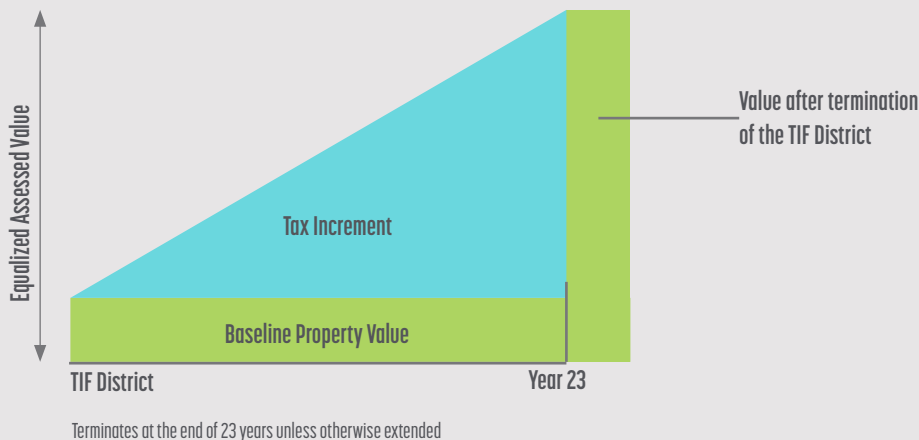 Equalized Assessed Value
Value after termination
of the TIF District
Tax Increment
Baseline Property Value
TIF District
Year 23
Terminates at the end of 23 years unless otherwise extended